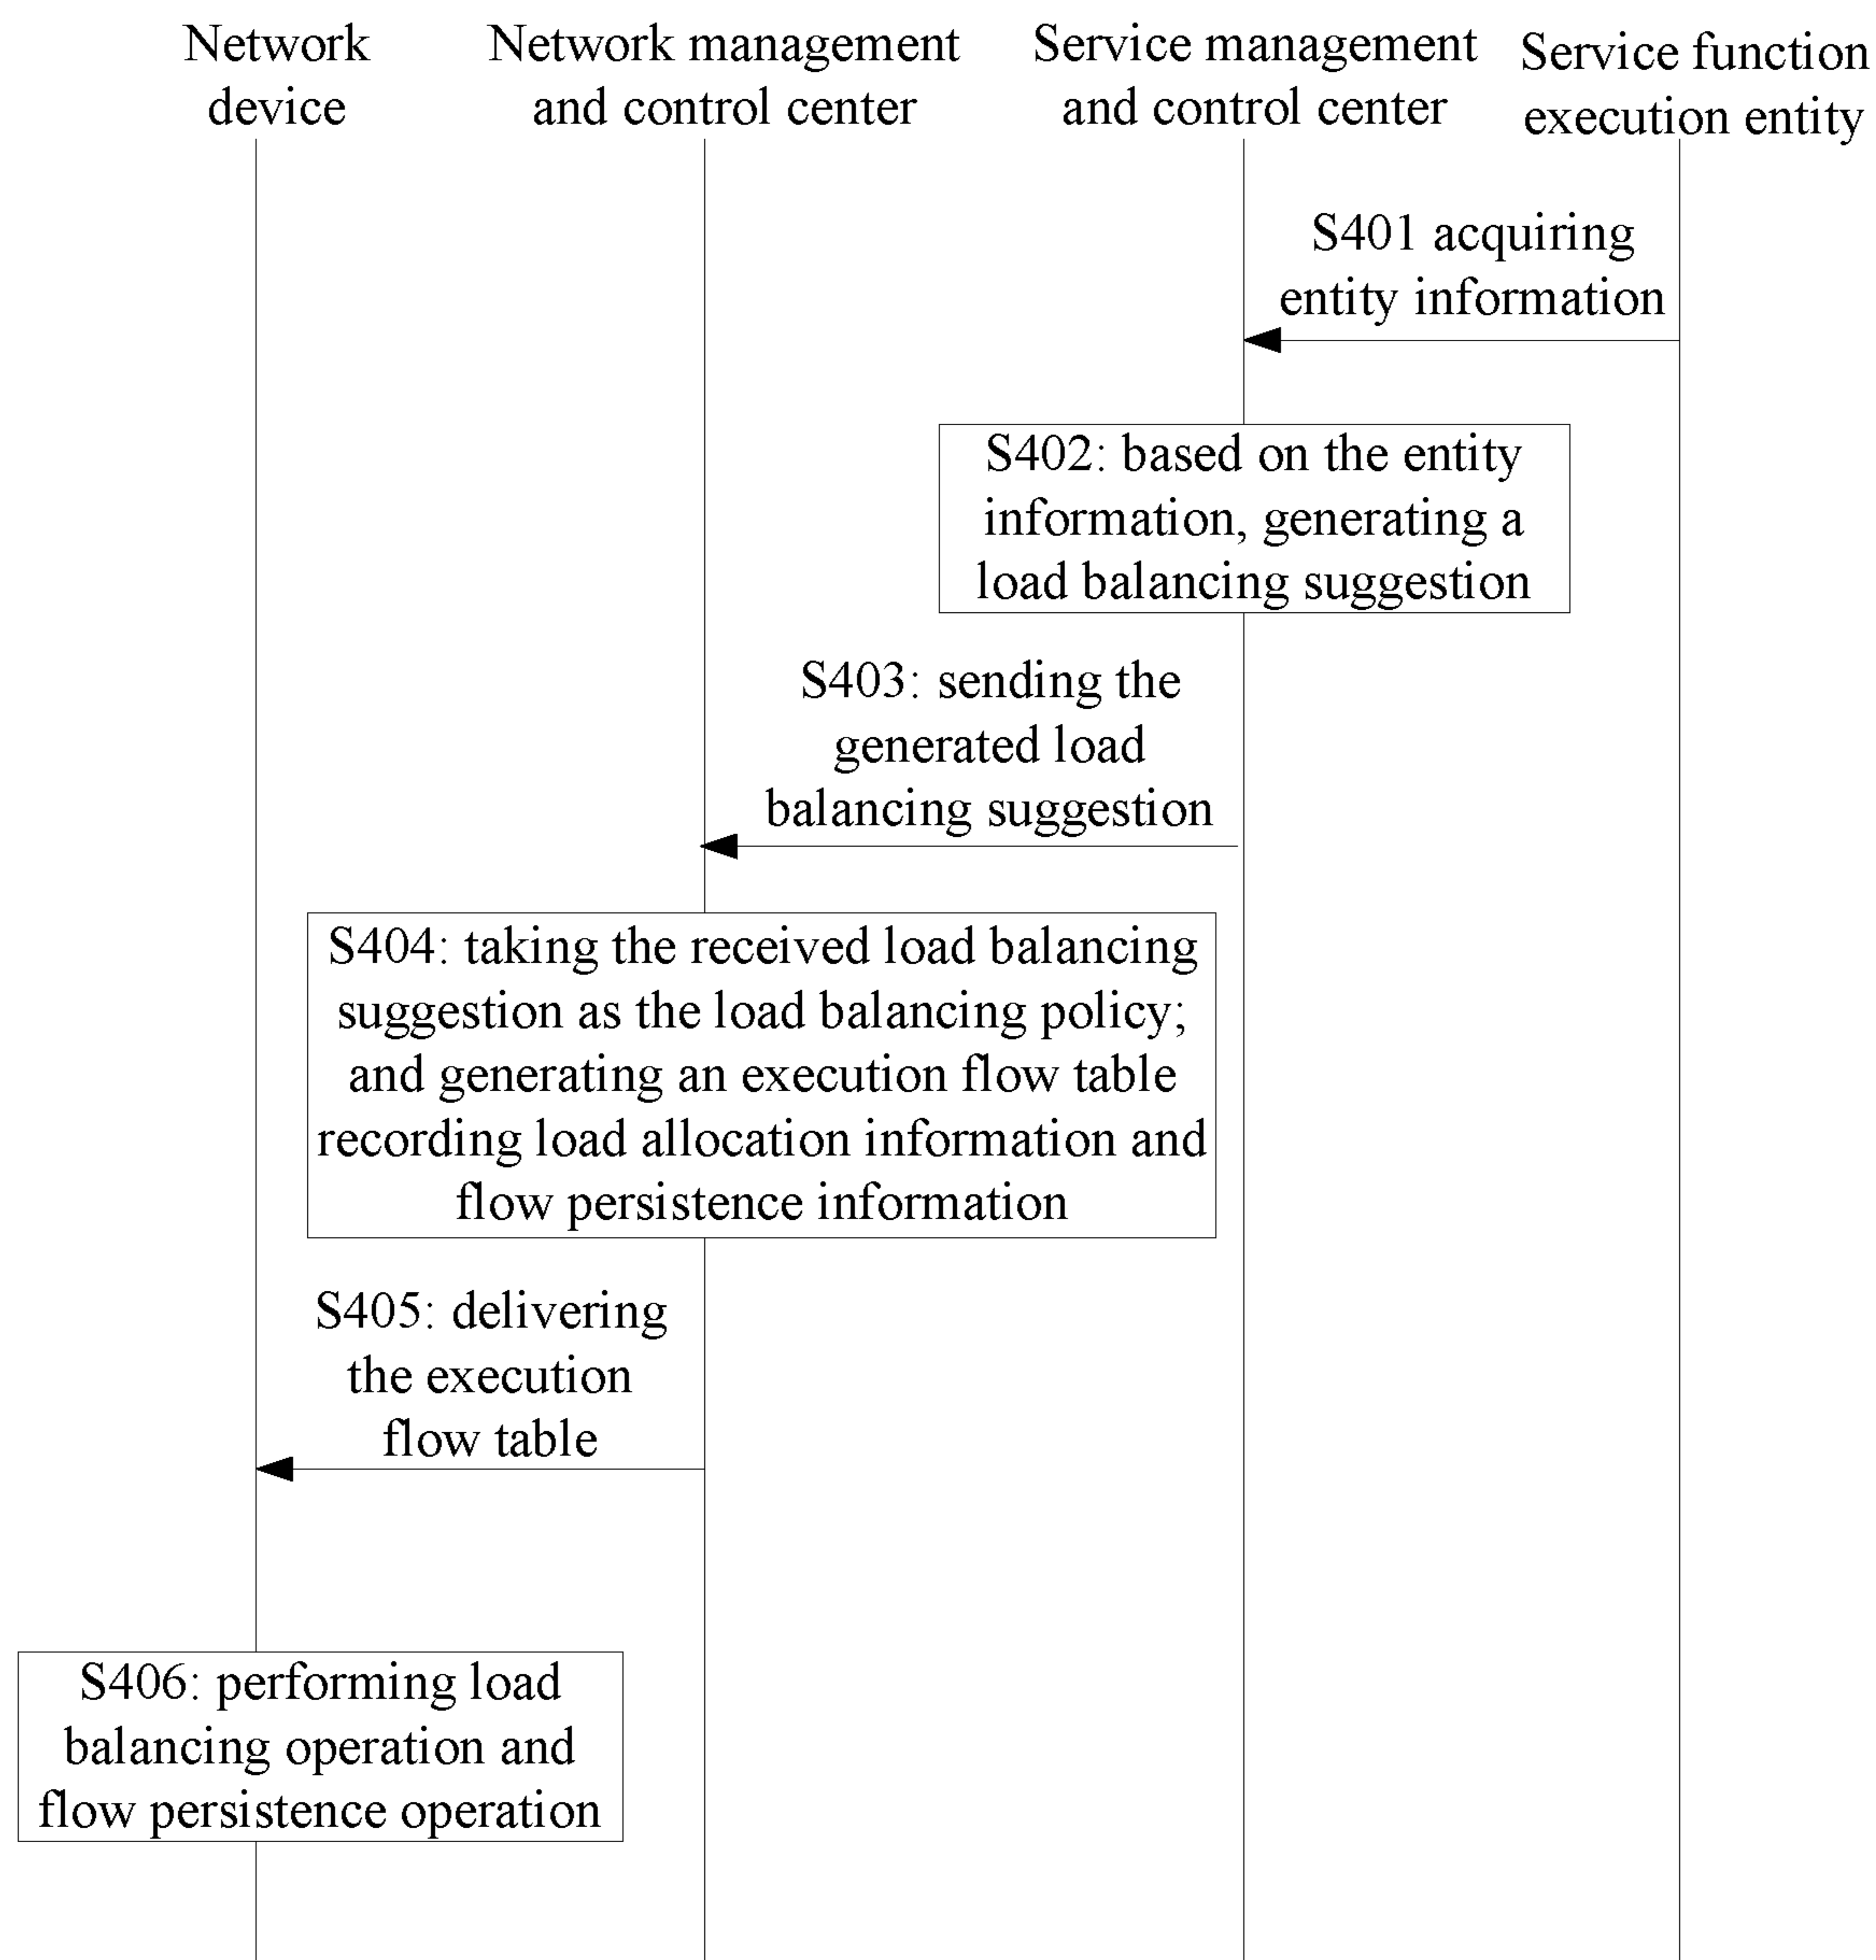 Network
device
Network management
and control center
Service management
and control center
Service function
execution entity
S401 acquiring
entity information
S402: based on the entity
information, generating a
load balancing suggestion
S403: sending the
generated load
balancing suggestion
S404: taking the received load balancing
suggestion as the load balancing policy;
and generating an execution flow table
recording load allocation information and
flow persistence information
S405: delivering
the execution
flow table
S406: performing load
balancing operation and
flow persistence operation